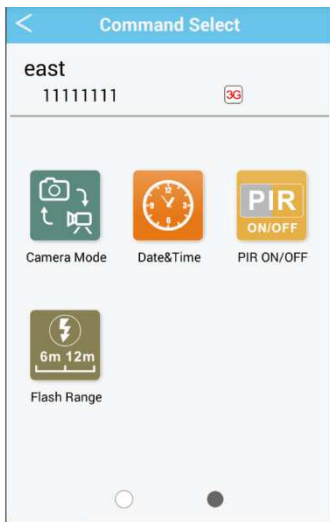 Command Select
east
11111111 3G
PIR
ON/OFF
Camera Mode Date&Time PIR ON/OFF
6m 12m
Flash Range